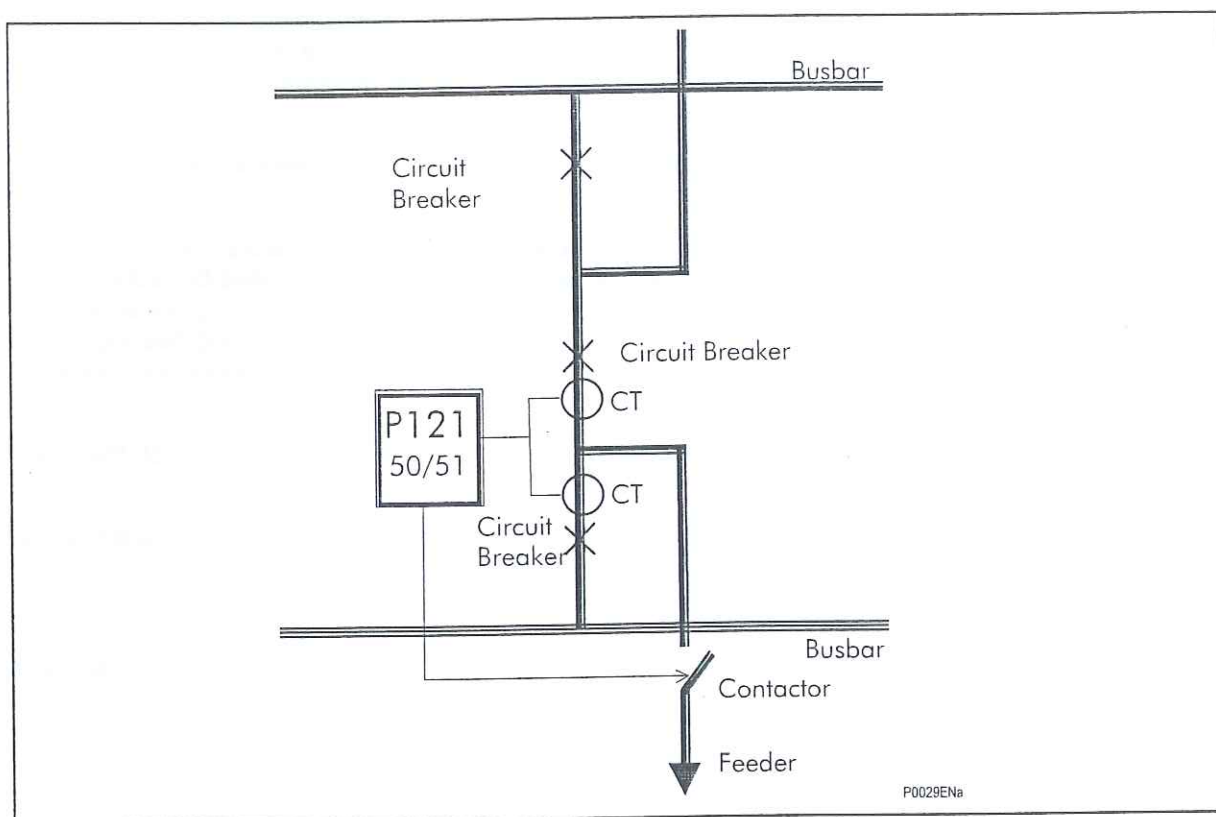 Busbar
Circuit
Breaker
Circuit Breaker
CT
P121
50/51
CT
Circuit
Breaker
Busbar
Contactor
Feeder
P0029ENa